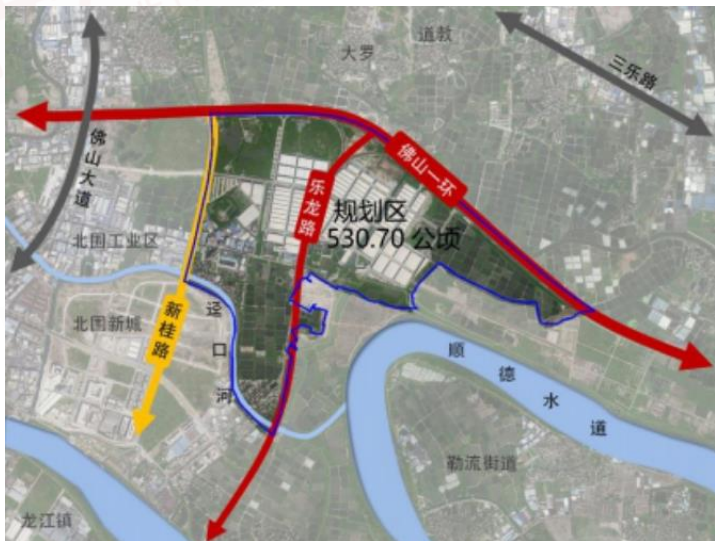 道教
大罗
三乐路
佛山大道
佛山一环
乐龙路
规划区
530.70 公顷
北围工业区
新桂路
迳口河
北围新城
顺德水道
勒流街道
龙江镇